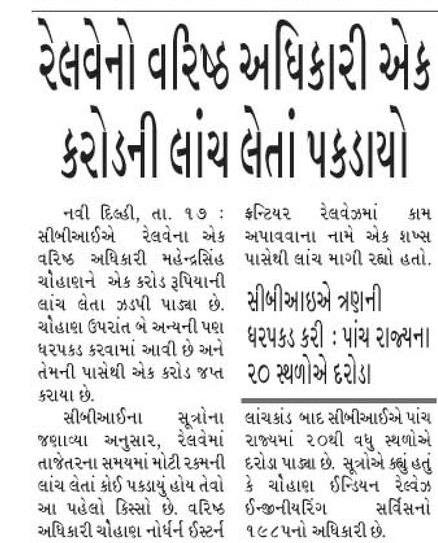 રેલવેનો વરિષ્ઠ અધિકારી એક
કરોડની લાંચ લેતાં પકડાયો
નવી દિલ્હી, તા. ૧૭ :
સીબીઆઈએ રેલવેના એક
વરિષ્ઠ અધિકારી મહેન્દ્રસિંહ
ચૌહાણને એક કરોડ રૂપિયાની
લાંચ લેતા ઝડપી પાડ્યા છે.
ચૌહાણ ઉપરાંત બે અન્યની પણ
ધરપકડ કરવામાં આવી છે અને
તેમની પાસેથી એક કરોડ જપ્ત
કરાયા છે.
સીબીઆઈના સૂત્રોના
જણાવ્યા અનુસાર, રેલવેમાં
તાજેતરના સમયમાં મોટી રકમની
લાંચ લેતાં કોઈ પકડાયું હોય તેવો
આ પહેલો કિસ્સો છે. વરિષ્ઠ
અધિકારી ચૌહાણ નોર્ધર્ન ઈસ્ટર્ન
ફ્રન્ટિયર રેલવેઝમાં કામ
અપાવવાના નામે એક શખ્સ
પાસેથી લાંચ માગી રહ્યો હતો.
સીબીઆઇએ ત્રણની
ધરપકડ કરી : પાંચ રાજ્યના
૨૦ સ્થળોએ દરોડા
લાંચકાંડ બાદ સીબીઆઈએ પાંચ
રાજ્યમાં ૨૦થી વધુ સ્થળોએ
દરોડા પાડ્યા છે. સૂત્રોએ કહ્યું હતું
કે ચૌહાણ ઈન્ડિયન રેલ્વેઝ
ઈન્જીનીયરિંગ સર્વિસનો
૧૯૮૫નો અધિકારી છે.